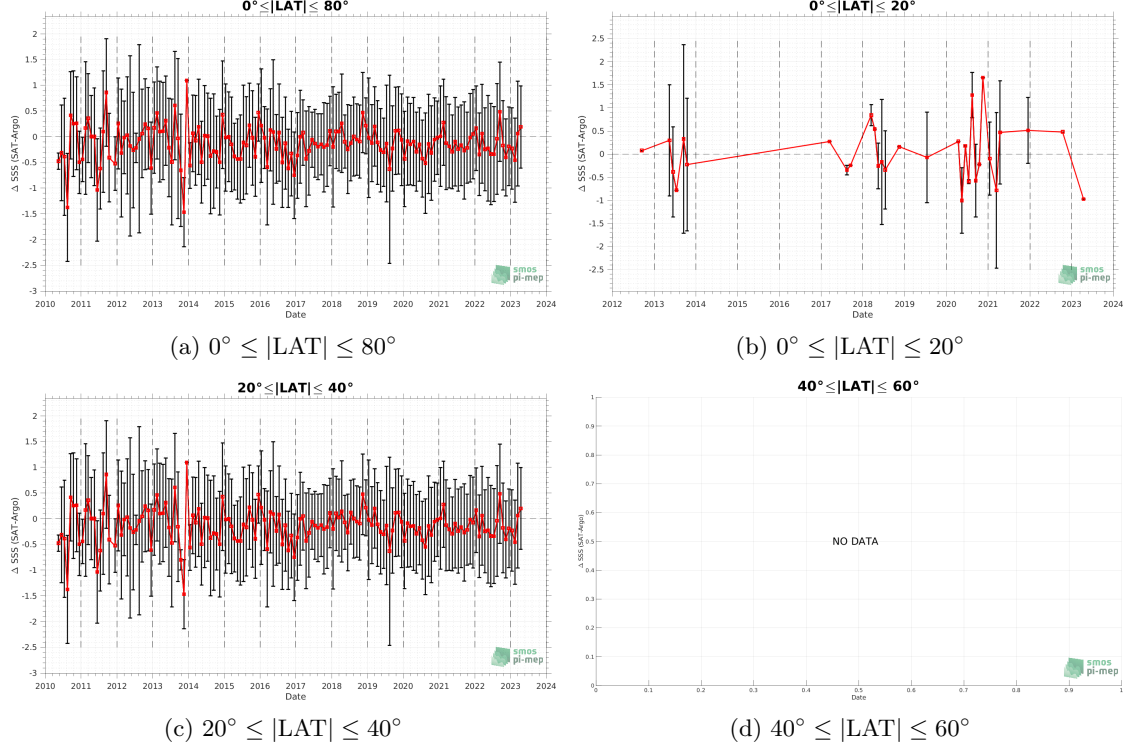 0°≤|LAT|≤ 80°
Δ SSS (SAT-Argo)
2
1.5
1
0.5
0
-0.5
-1
-1.5
-2
-2.5
-3
2010 2011 2012 2013 2014 2015 2016 2017 2018 2019 2020 2021 2022 2023 2024
Date
smos
pi-mep
(a) 0° ≤ |LAT| ≤ 80°
0°≤|LAT|≤ 20°
Δ SSS (SAT-Argo)
2.5
2
1.5
1
0.5
0
-0.5
-1
-1.5
-2
-2.5
2012 2013 2014 2015 2016 2017 2018 2019 2020 2021 2022 2023 2024
Date
smos
pi-mep
(b) 0° ≤ |LAT| ≤ 20°
20°≤|LAT|≤ 40°
Δ SSS (SAT-Argo)
2
1.5
1
0.5
0
-0.5
-1
-1.5
-2
-2.5
-3
2010 2011 2012 2013 2014 2015 2016 2017 2018 2019 2020 2021 2022 2023 2024
Date
smos
pi-mep
(c) 20° ≤ |LAT| ≤ 40°
40°≤|LAT|≤ 60°
Δ SSS (SAT-Argo)
1
0.9
0.8
0.7
0.6
0.5
0.4
0.3
0.2
0.1
0
NO DATA
0 0.1 0.2 0.3 0.4 0.5 0.6 0.7 0.8 0.9 1
Date
smos
pi-mep
(d) 40° ≤ |LAT| ≤ 60°